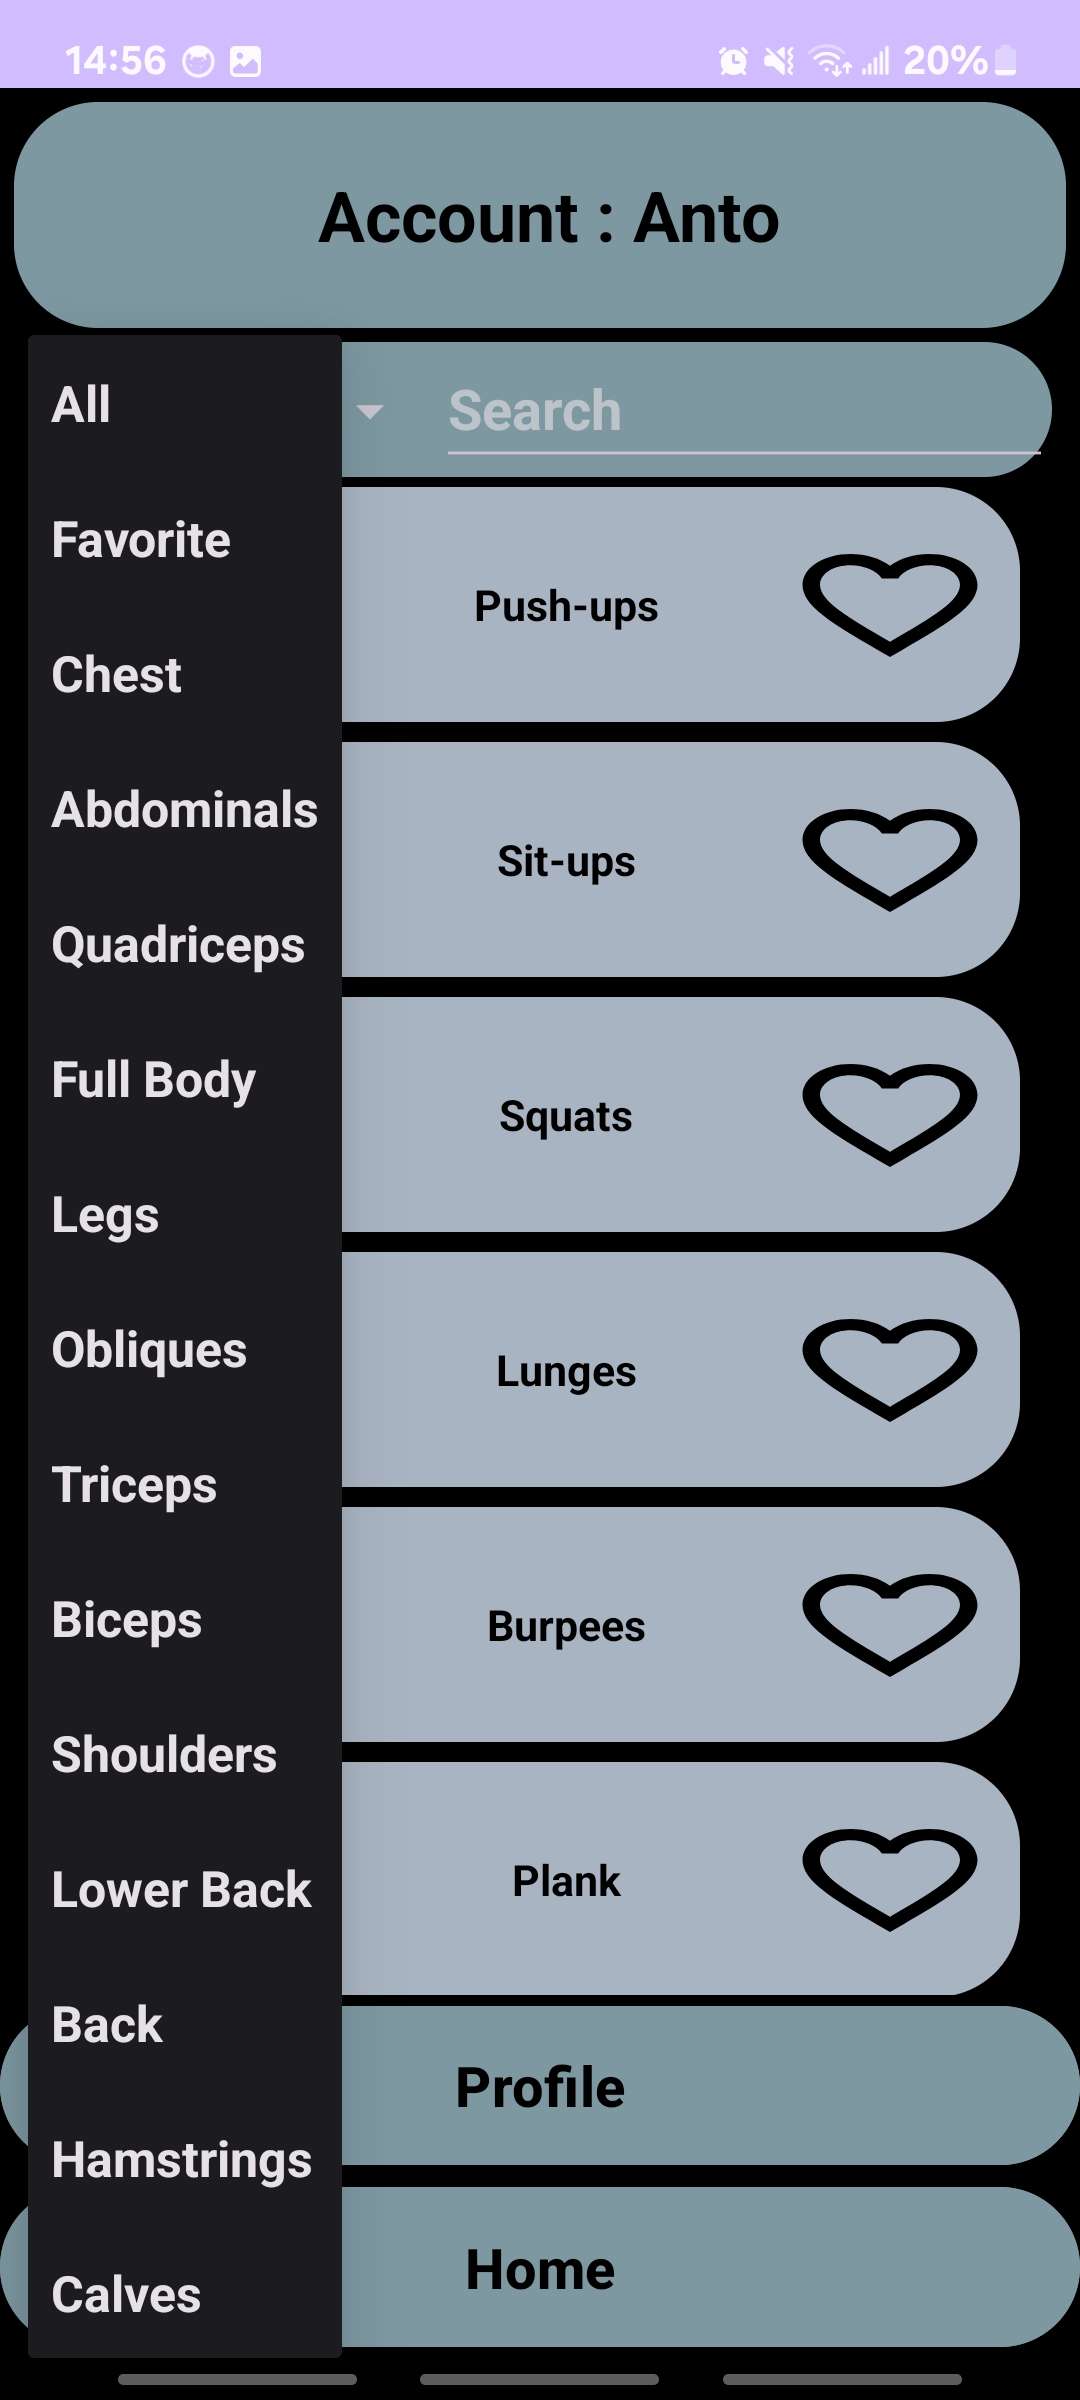 14:56 20%
Account : Anto
All
Favorite
Chest
Abdominals
Quadriceps
Full Body
Legs
Obliques
Triceps
Biceps
Shoulders
Lower Back
Back
Hamstrings
Calves
Search
Push-ups
Sit-ups
Squats
Lunges
Burpees
Plank
Profile
Home